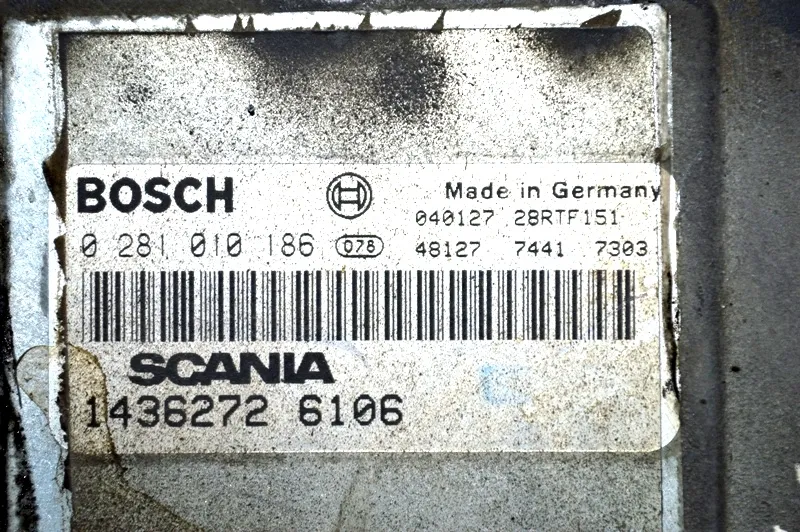 BOSCH
Made in Germany
040127 28RTF151
0 281 010 186 078 48127 7441 7303
SCANIA
1436272 6106